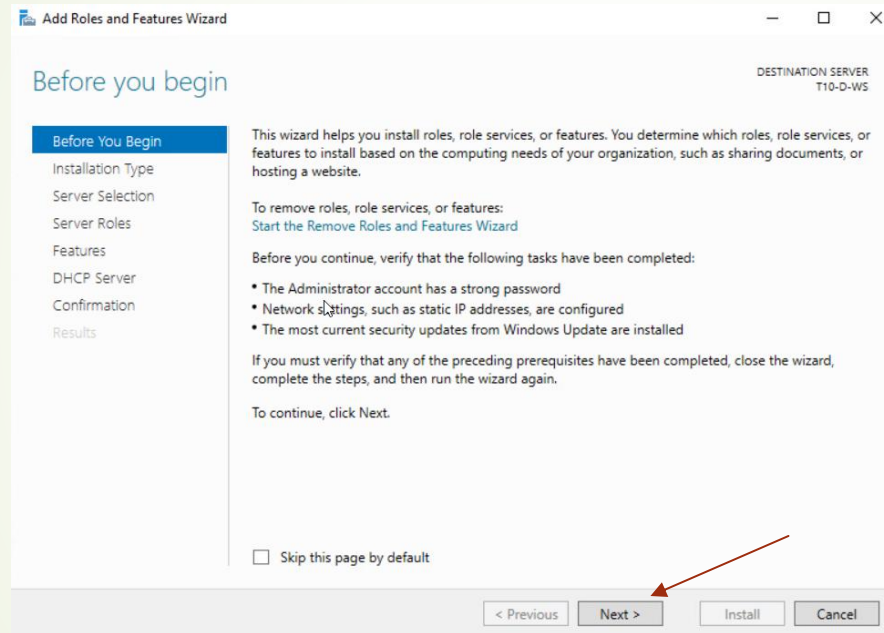 Add Roles and Features Wizard
Before you begin
DESTINATION SERVER
T10-D-WS
Before You Begin
Installation Type
Server Selection
Server Roles
Features
DHCP Server
Confirmation
Results
This wizard helps you install roles, role services, or features. You determine which roles, role services, or
features to install based on the computing needs of your organization, such as sharing documents, or
hosting a website.
To remove roles, role services, or features:
Start the Remove Roles and Features Wizard
Before you continue, verify that the following tasks have been completed:
• The Administrator account has a strong password
• Network settings, such as static IP addresses, are configured
• The most current security updates from Windows Update are installed
If you must verify that any of the preceding prerequisites have been completed, close the wizard,
complete the steps, and then run the wizard again.
To continue, click Next.
Skip this page by default
< Previous
Next >
Install
Cancel